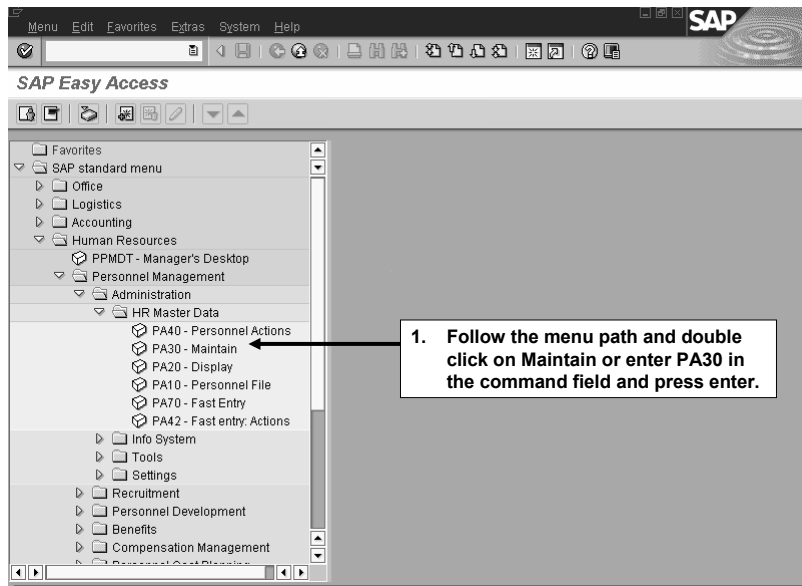 Menu Edit Favorites Extras System Help
SAP
SAP Easy Access
Favorites
SAP standard menu
Office
Logistics
Accounting
Human Resources
PPMDT - Manager's Desktop
Personnel Management
Administration
HR Master Data
PA40 - Personnel Actions
PA30 - Maintain
PA20 - Display
PA10 - Personnel File
PA70 - Fast Entry
PA42 - Fast entry: Actions
Info System
Tools
Settings
Recruitment
Personnel Development
Benefits
Compensation Management
1. Follow the menu path and double
click on Maintain or enter PA30 in
the command field and press enter.